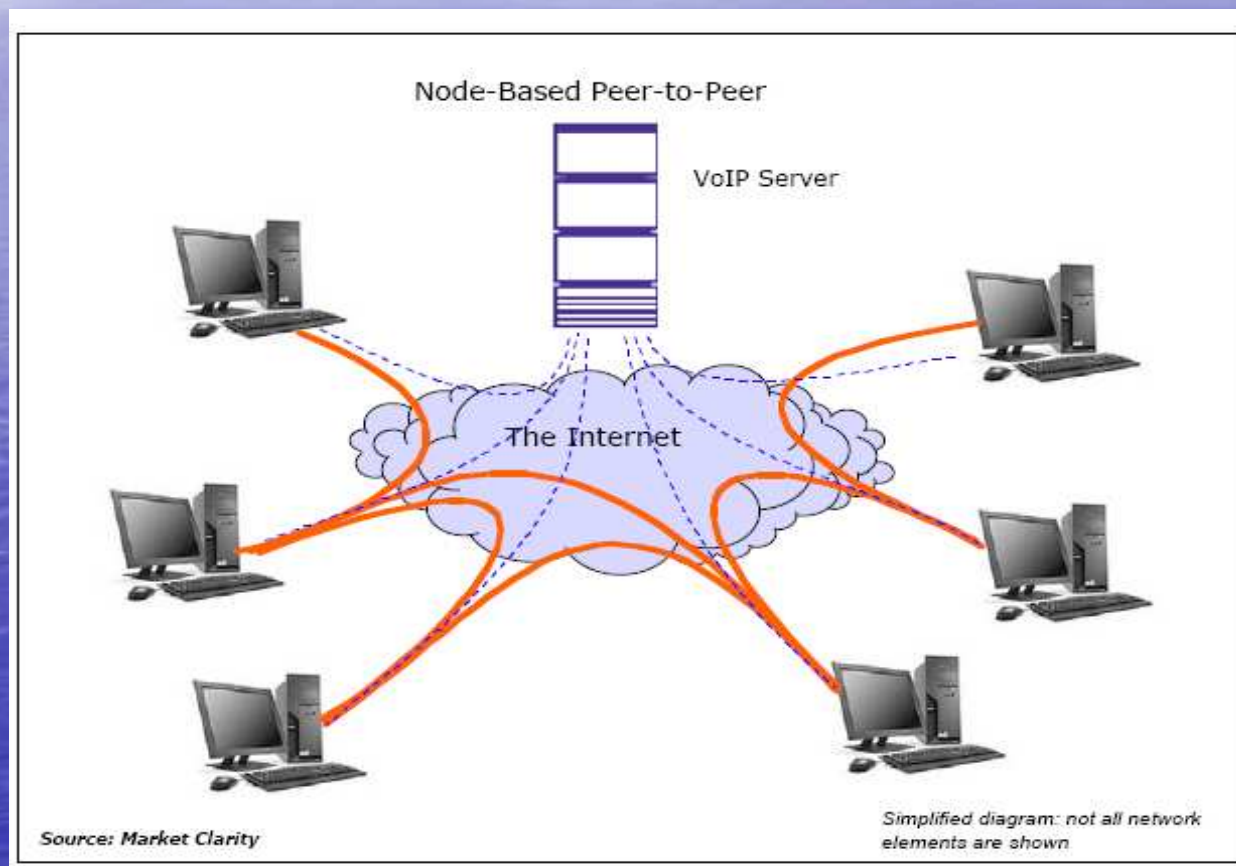 Node-Based Peer-to-Peer
VoIP Server
The Internet
Source: Market Clarity
Simplified diagram: not all network
elements are shown